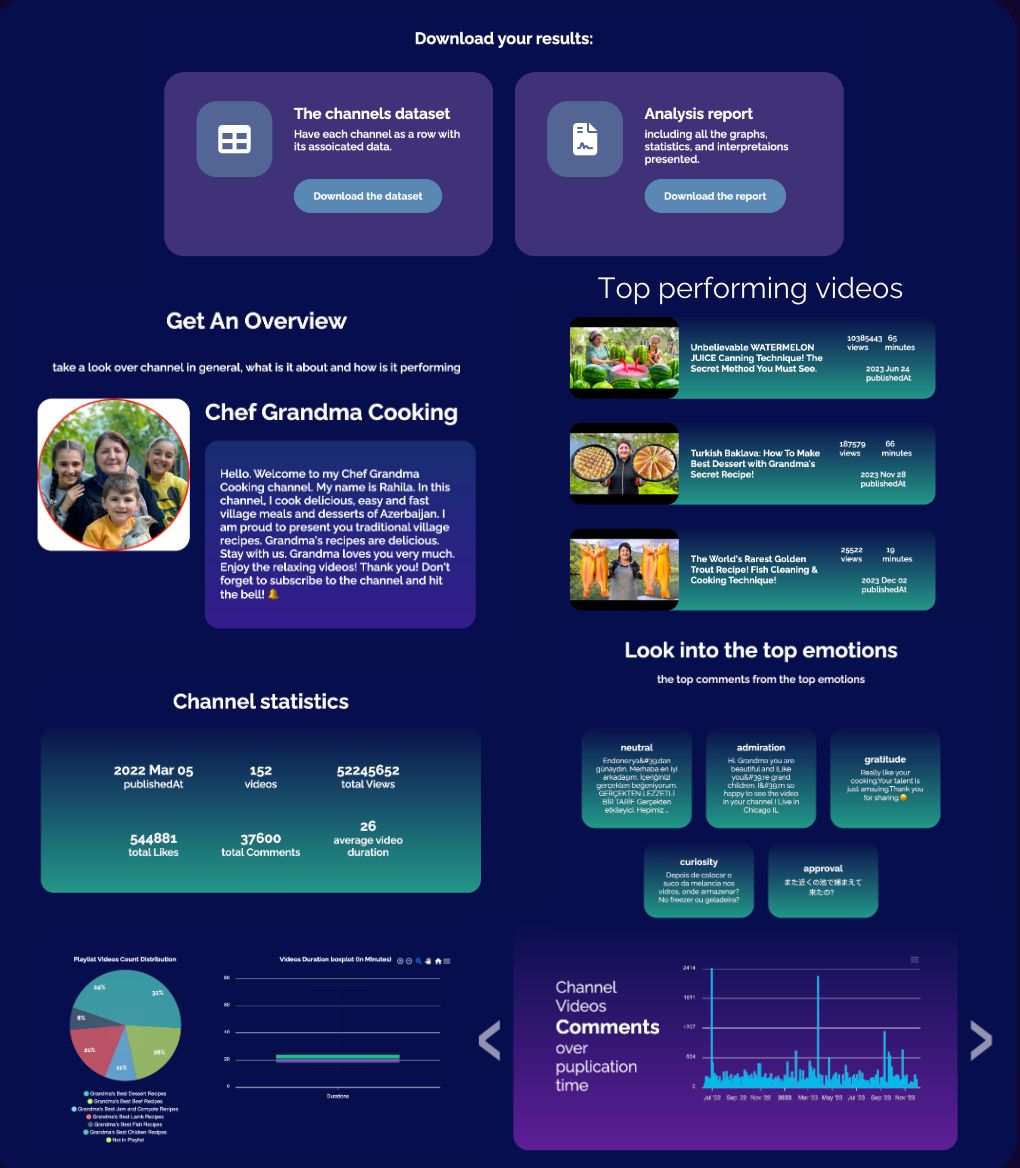 Download your results:
The channels dataset
Have each channel as a row with
its assoicated data.
Download the dataset
Analysis report
including all the graphs,
statistics, and interpretaions
presented.
Download the report
Get An Overview
take a look over channel in general, what is it about and how is it performing
Chef Grandma Cooking
Hello. Welcome to my Chef Grandma
Cooking channel. My name is Rahila. In this
channel, I cook delicious, easy and fast
village meals and desserts of Azerbaijan. I
am proud to present you traditional village
recipes. Grandma's recipes are delicious.
Stay with us. Grandma loves you very much.
Enjoy the relaxing videos! Thank you! Don't
forget to subscribe to the channel and hit
the bell! 🔔
Top performing videos
Unbelievable WATERMELON
JUICE Canning Technique! The
Secret Method You Must See.
10385443 65
views minutes
2023 Jun 24
publishedAt
Turkish Baklava: How To Make
Best Dessert with Grandma's
Secret Recipe!
187579 66
views minutes
2023 Nov 28
publishedAt
The World's Rarest Golden
Trout Recipe! Fish Cleaning &
Cooking Technique!
25522 19
views minutes
2023 Dec 02
publishedAt
Channel statistics
2022 Mar 05
publishedAt
152
videos
52245652
total Views
544881
total Likes
37600
total Comments
26
average video
duration
Look into the top emotions
the top comments from the top emotions
neutral
Endonezya&#39;dan
günaydın. Merhaba en iyi
arkadaşım. İçeriğinizi
gerçekten beğeniyorum.
GERÇEKTEN LEZZETLİ
BİR TARİF. Gerçekten
etkileyici. Hepimiz ...
admiration
Hi. Grandma you are
beautiful and iLike
you&#39;re grand
children. I&#39;m so
happy to see the video
in your channel i Live in
Chicago IL
gratitude
Really like your
cooking.Your talent is
just amazing.Thank you
for sharing.😊
curiosity
Depois de colocar o
suco da melancia nos
vidros, onde armazenar?
No freezer ou geladeira?
approval
また近くの池で捕まえて
来たの?
Playlist Videos Count Distribution
24%
32%
8%
21%
11%
26%
Grandma's Best Dessert Recipes
Grandma's Best Beef Recipes
Grandma's Best Jam and Compote Recipes
Grandma's Best Lamb Recipes
Grandma's Best Fish Recipes
Grandma's Best Chicken Recipes
Not in Playlist
Videos Duration boxplot (In Minutes)
80
60
40
20
0
Durations
Channel
Videos
Comments
over
puplication
time
2414
1811
1207
604
0
Jul '22 Sep '22 Nov '22 2023 Mar '23 May '23 Jul '23 Sep '23 Nov '23